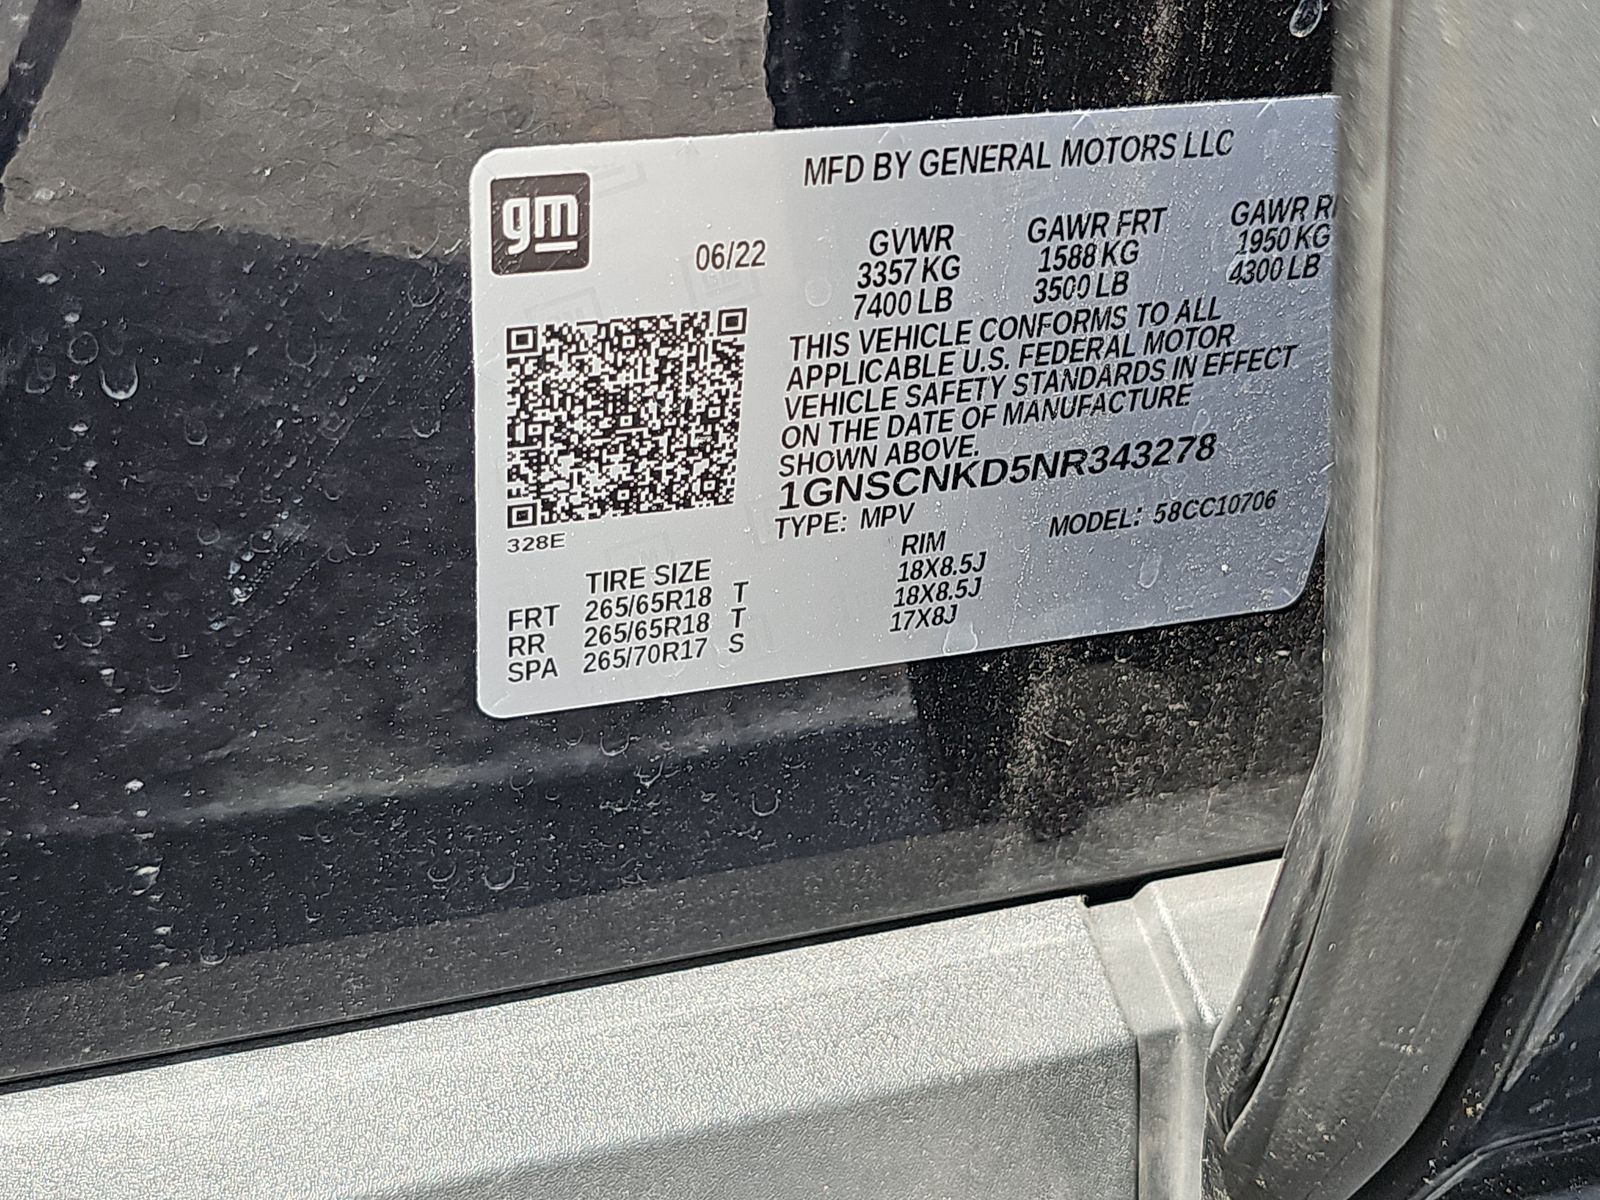 gm
MFD BY GENERAL MOTORS LLC
06/22
GVWR GAWR FRT GAWR R
3357 KG 1588 KG 1950 KG
7400 LB 3500 LB 4300 LB
THIS VEHICLE CONFORMS TO ALL
APPLICABLE U.S. FEDERAL MOTOR
VEHICLE SAFETY STANDARDS IN EFFECT
ON THE DATE OF MANUFACTURE
SHOWN ABOVE.
1GNSCNKD5NR343278
TYPE: MPV MODEL: 58CC10706
328E
TIRE SIZE RIM
FRT 265/65R18 T 18X8.5J
RR 265/65R18 T 18X8.5J
SPA 265/70R17 S 17X8J